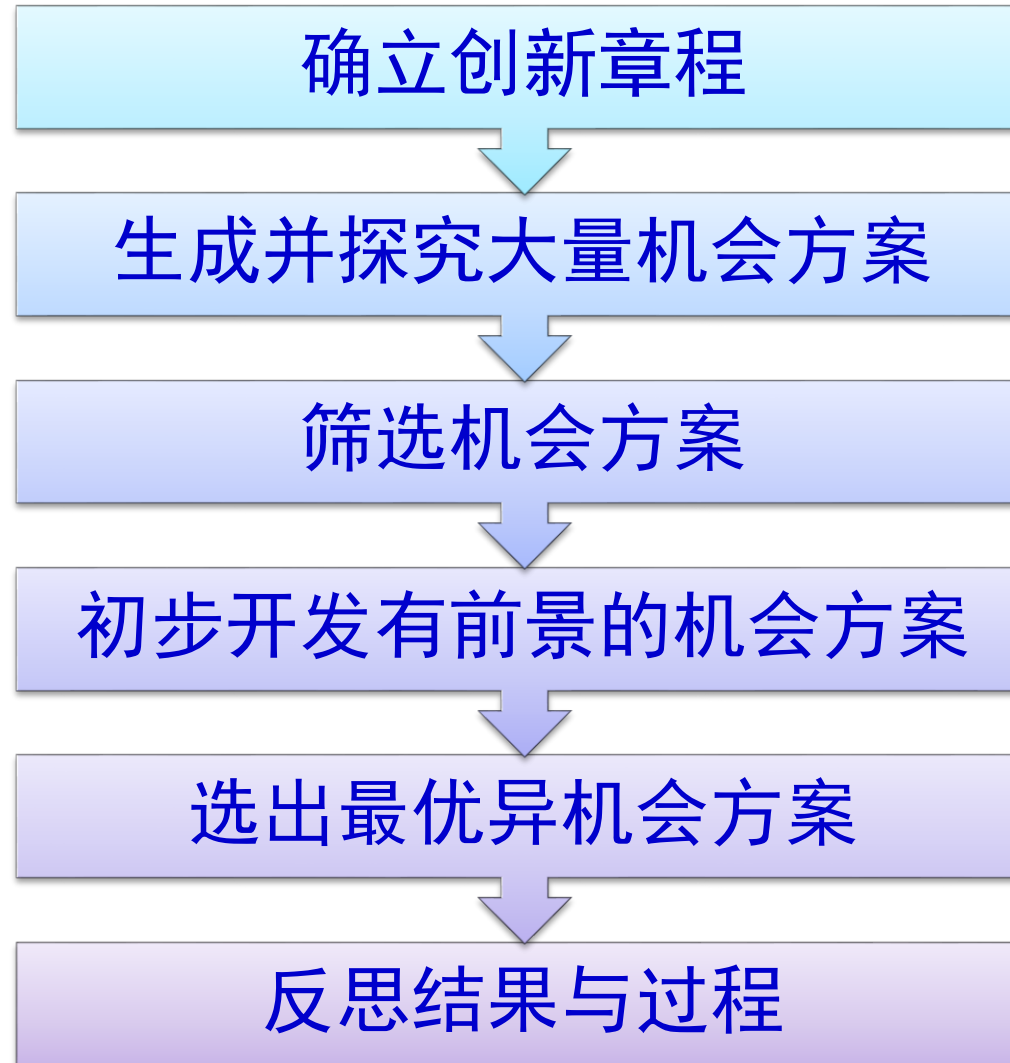 确立创新章程
生成并探究大量机会方案
筛选机会方案
初步开发有前景的机会方案
选出最优异机会方案
反思结果与过程